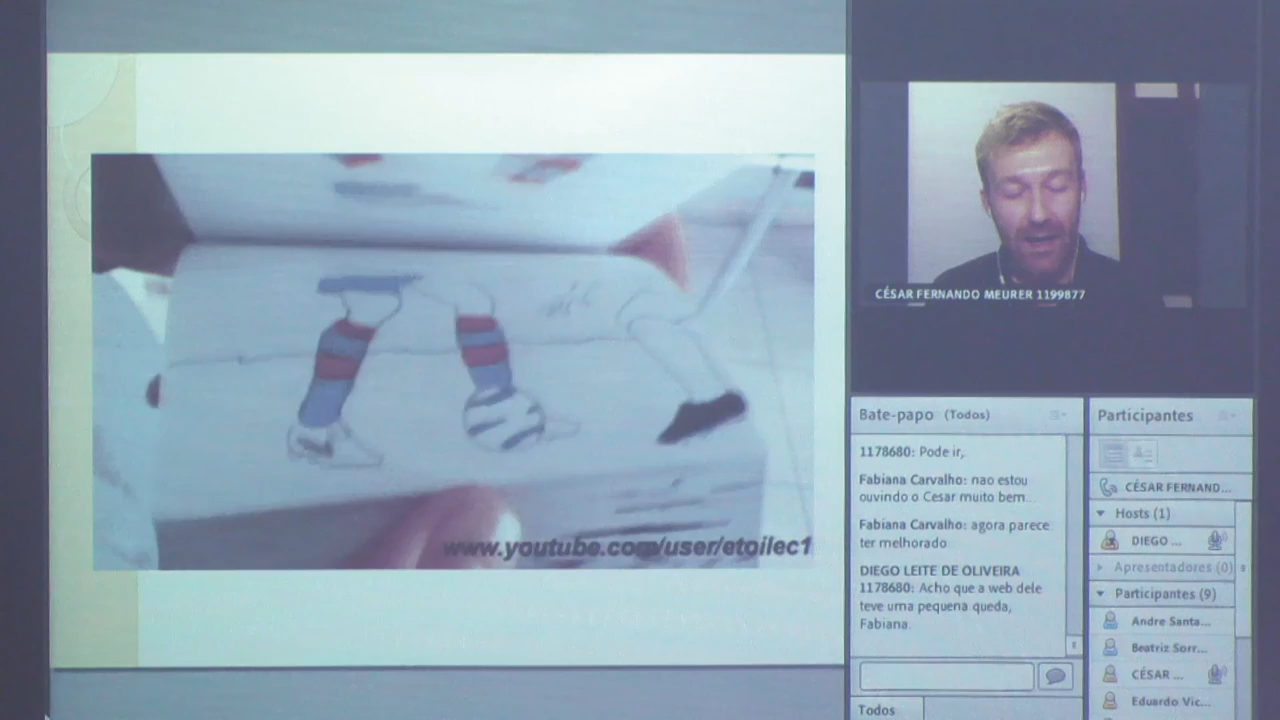 www.youtube.com/user/etoilec1
CÉSAR FERNANDO MEURER 1199877
Bate-papo (Todos)
1178680: Pode ir,
Fabiana Carvalho: nao estou
ouvindo o Cesar muito bem...
Fabiana Carvalho: agora parece
ter melhorado
DIEGO LEITE DE OLIVEIRA
1178680: Acho que a web dele
teve uma pequena queda,
Fabiana.
Todos
Participantes
CÉSAR FERNAND...
Hosts (1)
DIEGO ...
Apresentadores (0)
Participantes (9)
Andre Santa...
Beatriz Sorr...
CÉSAR ...
Eduardo Vic...